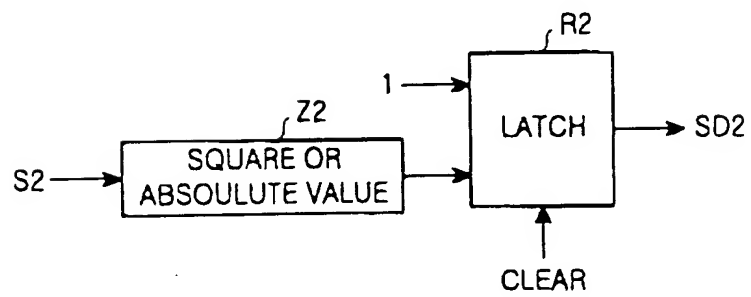 R2
1
Z2
LATCH
SD2
S2
SQUARE OR
ABSOULUTE VALUE
CLEAR